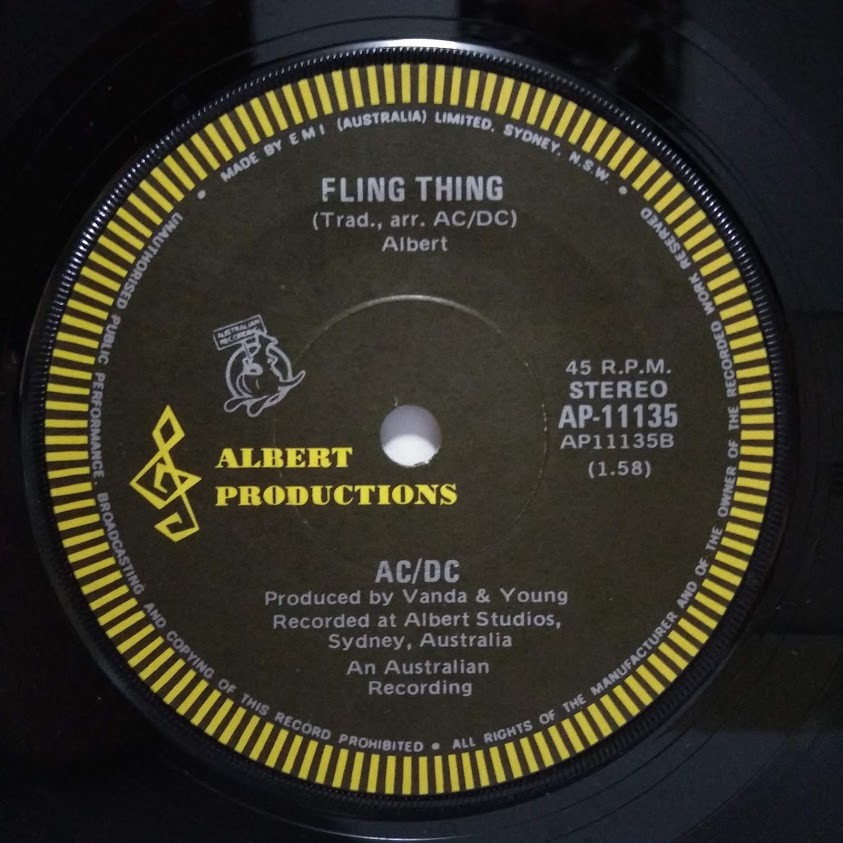 MADE BY EMI (AUSTRALIA) LIMITED, SYDNEY, N.S.W.
FLING THING
(Trad., arr. AC/DC)
Albert
AUSTRALIAN
RECORDING
45 R.P.M.
STEREO
AP-11135
AP11135B
(1.58)
ALBERT
PRODUCTIONS
AC/DC
Produced by Vanda & Young
Recorded at Albert Studios,
Sydney, Australia
An Australian
Recording
UNAUTHORISED PUBLIC PERFORMANCE, BROADCASTING AND COPYING OF THIS RECORD PROHIBITED • ALL RIGHTS OF THE MANUFACTURER AND OF THE OWNER OF THE RECORDED WORK RESERVED